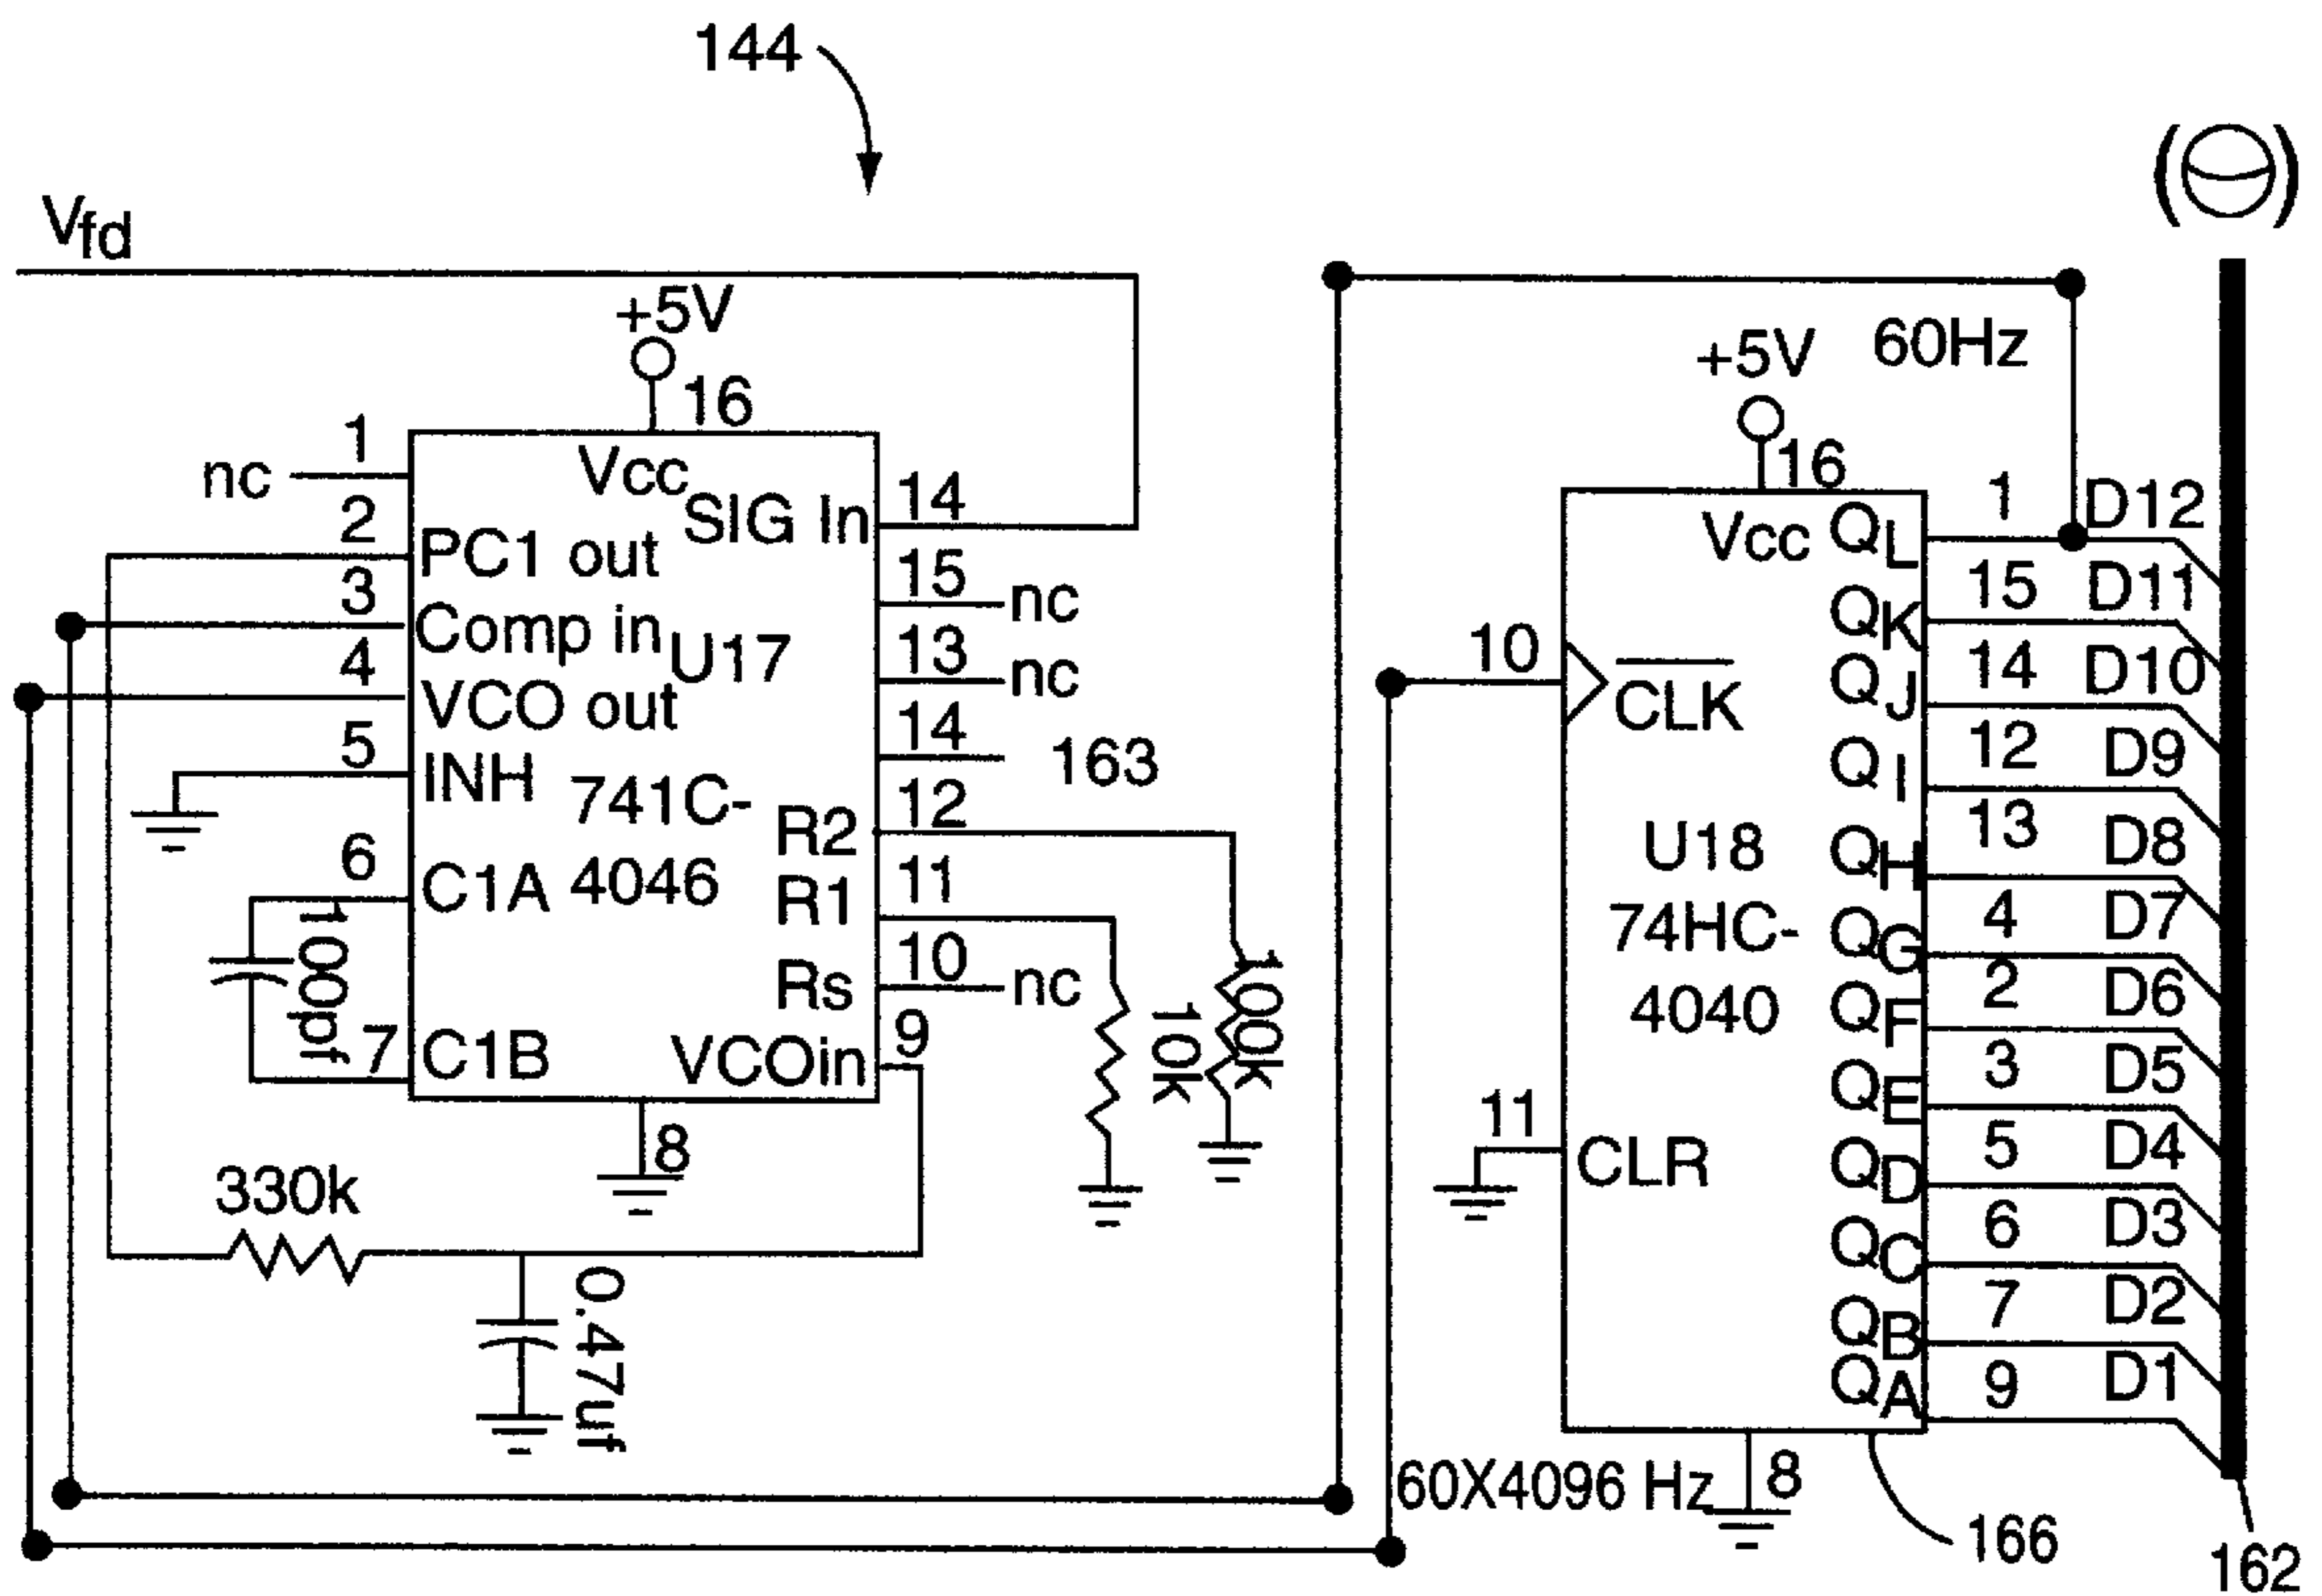 144
Vfd
+5V
16
1
nc
Vcc
2
PC1 out
SIG In
14
3
Comp in
15
nc
4
VCO out
U17
13
nc
5
INH
741C-
14
163
6
C1A
4046
R2
12
R1
11
100pf
Rs
10
nc
7
C1B
VCOin
9
8
10k
100k
330k
0.47uf
60Hz
+5V
16
Vcc
10
CLK
U18
74HC-
4040
11
CLR
QL
1
D12
QK
15
D11
QJ
14
D10
QI
12
D9
QH
13
D8
QG
4
D7
QF
2
D6
QE
3
D5
QD
5
D4
QC
6
D3
QB
7
D2
QA
9
D1
60X4096 Hz
8
166
162